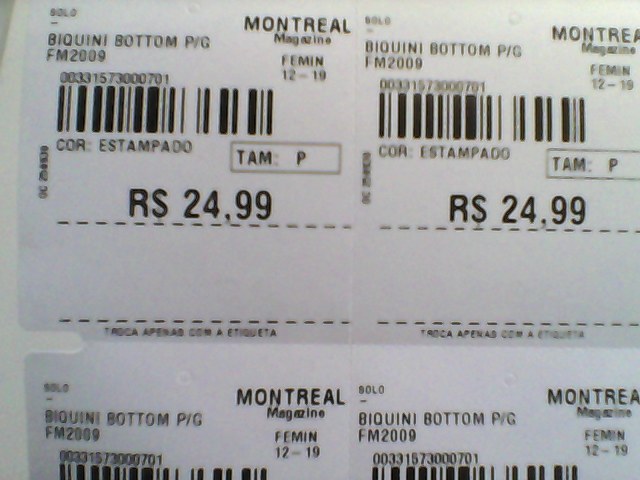 SOLO
MONTREAL
Magazine
BIQUINI BOTTOM P/G
FM2009
FEMIN
12-19
00331573000701
COR: ESTAMPADO
TAM: P
R$ 24,99
TROCA APENAS COM A ETIQUETA
SOLO
MONTREA
Magazine
BIQUINI BOTTOM P/G
FM2009
FEMIN
12-19
00331573000701
COR: ESTAMPADO
TAM: P
R$ 24,99
TROCA APENAS COM A ETIQUETA
SOLO
MONTREAL
Magazine
BIQUINI BOTTOM P/G
FM2009
FEMIN
12-19
00331573000701
SOLO
MONTREA
Magazine
BIQUINI BOTTOM P/G
FM2009
FEMIN
12-19
00331573000701